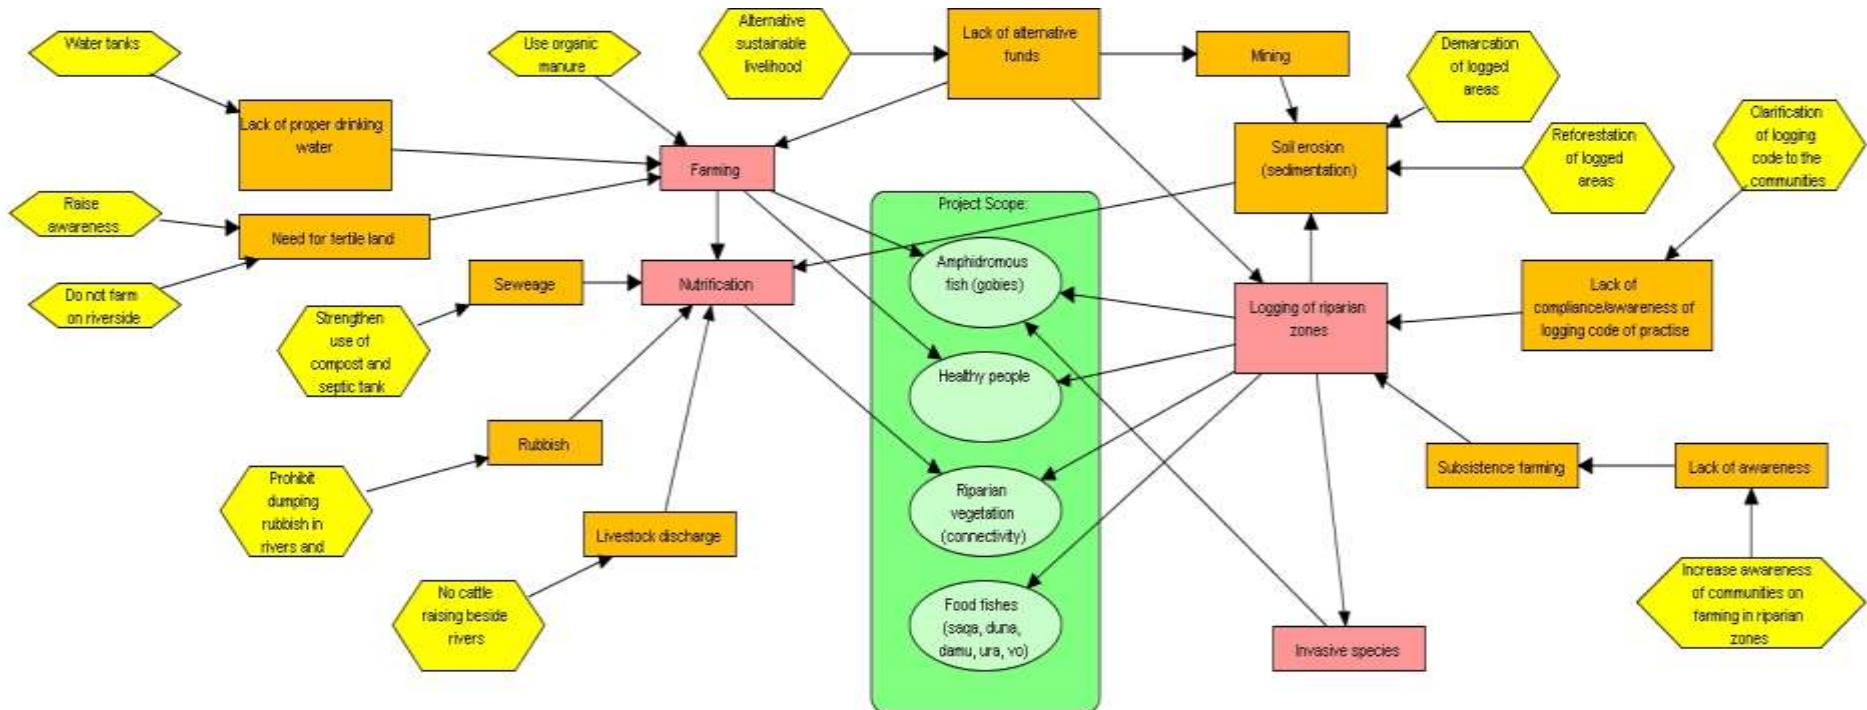 Water tanks
Use organic
manure
Alternative
sustainable
livelihood
Lack of alternative
funds
Mining
Demarcation
of logged
areas
Clarification
of logging
code to the
communities
Lack of proper drinking
water
Soil erosion
(sedimentation)
Reforestation
of logged
areas
Farming
Raise
awareness
Need for fertile land
Project Scope:
Do not farm
on riverside
Seweage
Nutrification
Amphidromous
fish (gobies)
Logging of riparian
zones
Lack of
compliance/awareness of
logging code of practise
Strengthen
use of
compost and
septic tank
Healthy people
Rubbish
Prohibit
dumping
rubbish in
rivers and
Subsistence farming
Lack of awareness
Riparian
vegetation
(connectivity)
Livestock discharge
No cattle
raising beside
rivers
Food fishes
(saqa, duna,
damu, ura, vo)
Invasive species
Increase awareness
of communities on
farming in riparian
zones